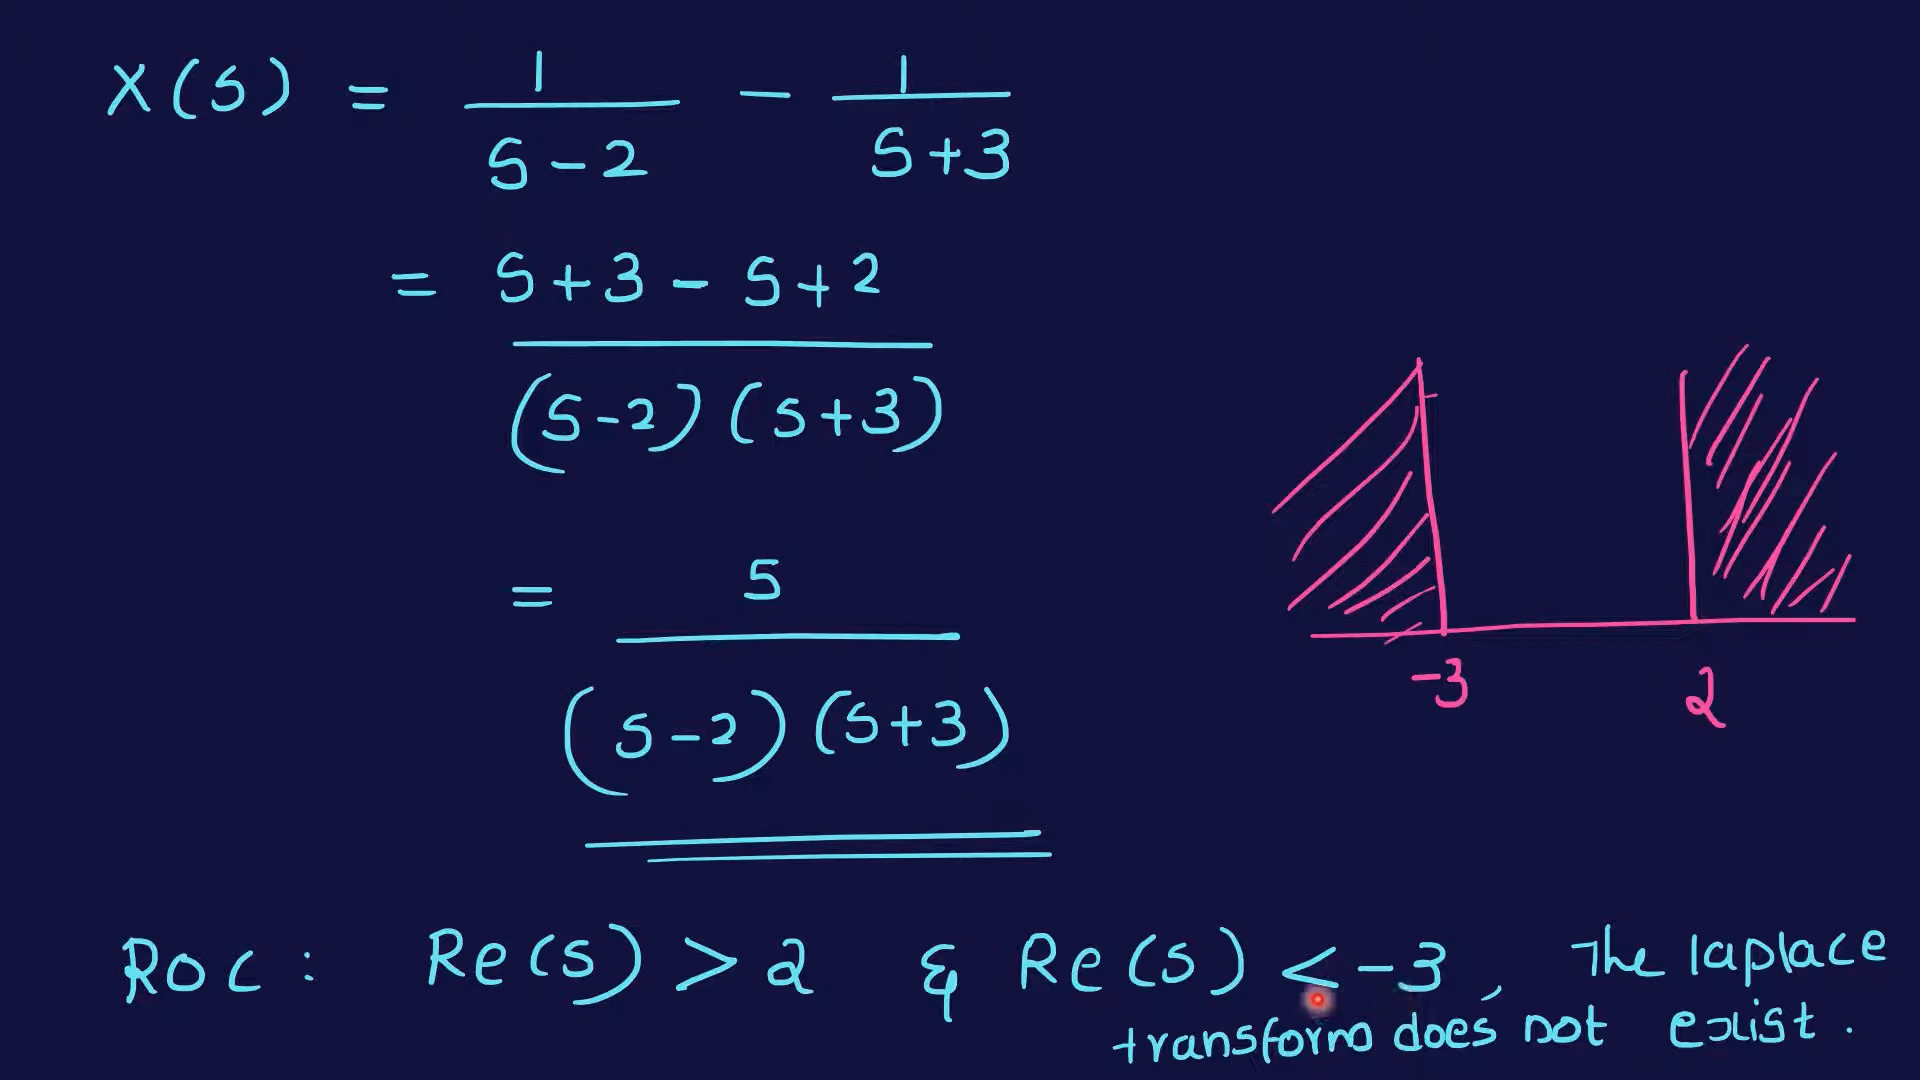 X(s) = 1/(s-2) - 1/(s+3)
= (s+3-s+2)/((s-2)(s+3))
= 5/((s-2)(s+3))
-3 2
ROC : Re(s) > 2 & Re(s) < -3, The laplace
transform does not exist.